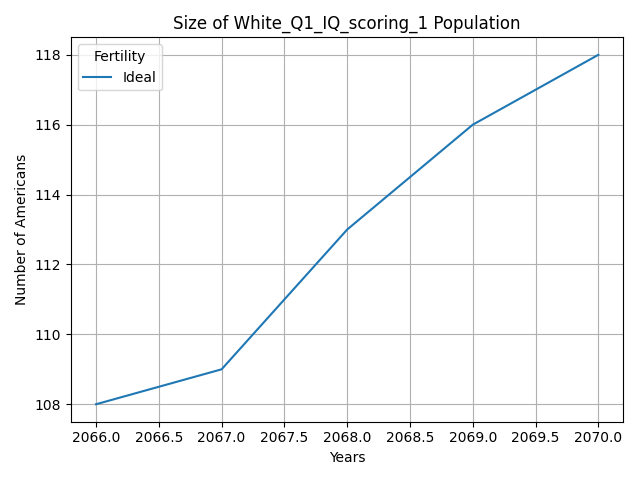 Size of White_Q1_IQ_scoring_1 Population
Fertility
Ideal
Number of Americans
118
116
114
112
110
108
2066.0 2066.5 2067.0 2067.5 2068.0 2068.5 2069.0 2069.5 2070.0
Years